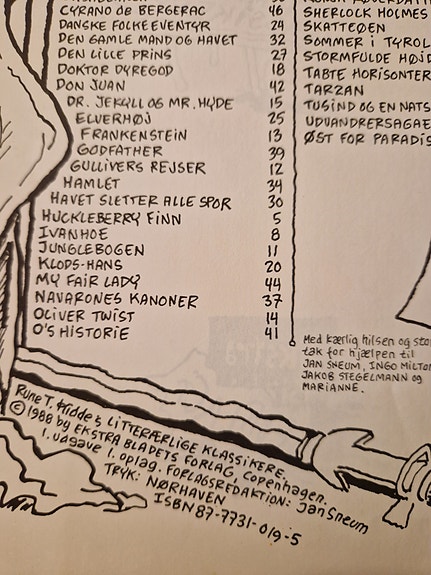 CYRANO DE BERGERAC 46
DANSKE FOLKEEVENTYR 24
DEN GAMLE MAND OG HAVET 32
DEN LILLE PRINS 27
DOKTOR DYREGOD 18
DON JUAN 42
DR. JEKYLL OG MR. HYDE 15
ELVERHØJ 25
FRANKENSTEIN 13
GODFATHER 39
GULLIVERS REJSER 12
HAMLET 34
HAVET SLETTER ALLE SPOR 30
HUCKLEBERRY FINN 5
IVANHOE 8
JUNGLEBOGEN 11
KLODS-HANS 20
MY FAIR LADY 44
NAVARONES KANONER 37
OLIVER TWIST 14
O'S HISTORIE 41
SHERLOCK HOLMES
SKATTEØEN
SOMMER I TYROL
STORMFULDE HØJD
TABTE HORISONTER
TARZAN
TUSIND OG EN NATS
UDVANDRERSAGAE
ØST FOR PARADIS
Med kærlig hilsen og sto
tak for hjælpen til
JAN SNEUM, INGO MILTO
JAKOB STEGELMANN og
MARIANNE.
Rune T. Kidde: LITTERÆRLIGE KLASSIKERE.
© 1988 by EKSTRA BLADETS FORLAG, Copenhagen.
1. udgave 1. oplag. FORLAGSREDAKTION: Jan Sneum
TRYK: NØRHAVEN
ISBN 87-7731-019-5